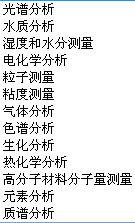 光谱分析
水质分析
湿度和水分测量
电化学分析
粒子测量
粘度测量
气体分析
色谱分析
生化分析
热化学分析
高分子材料分子量测量
元素分析
质谱分析